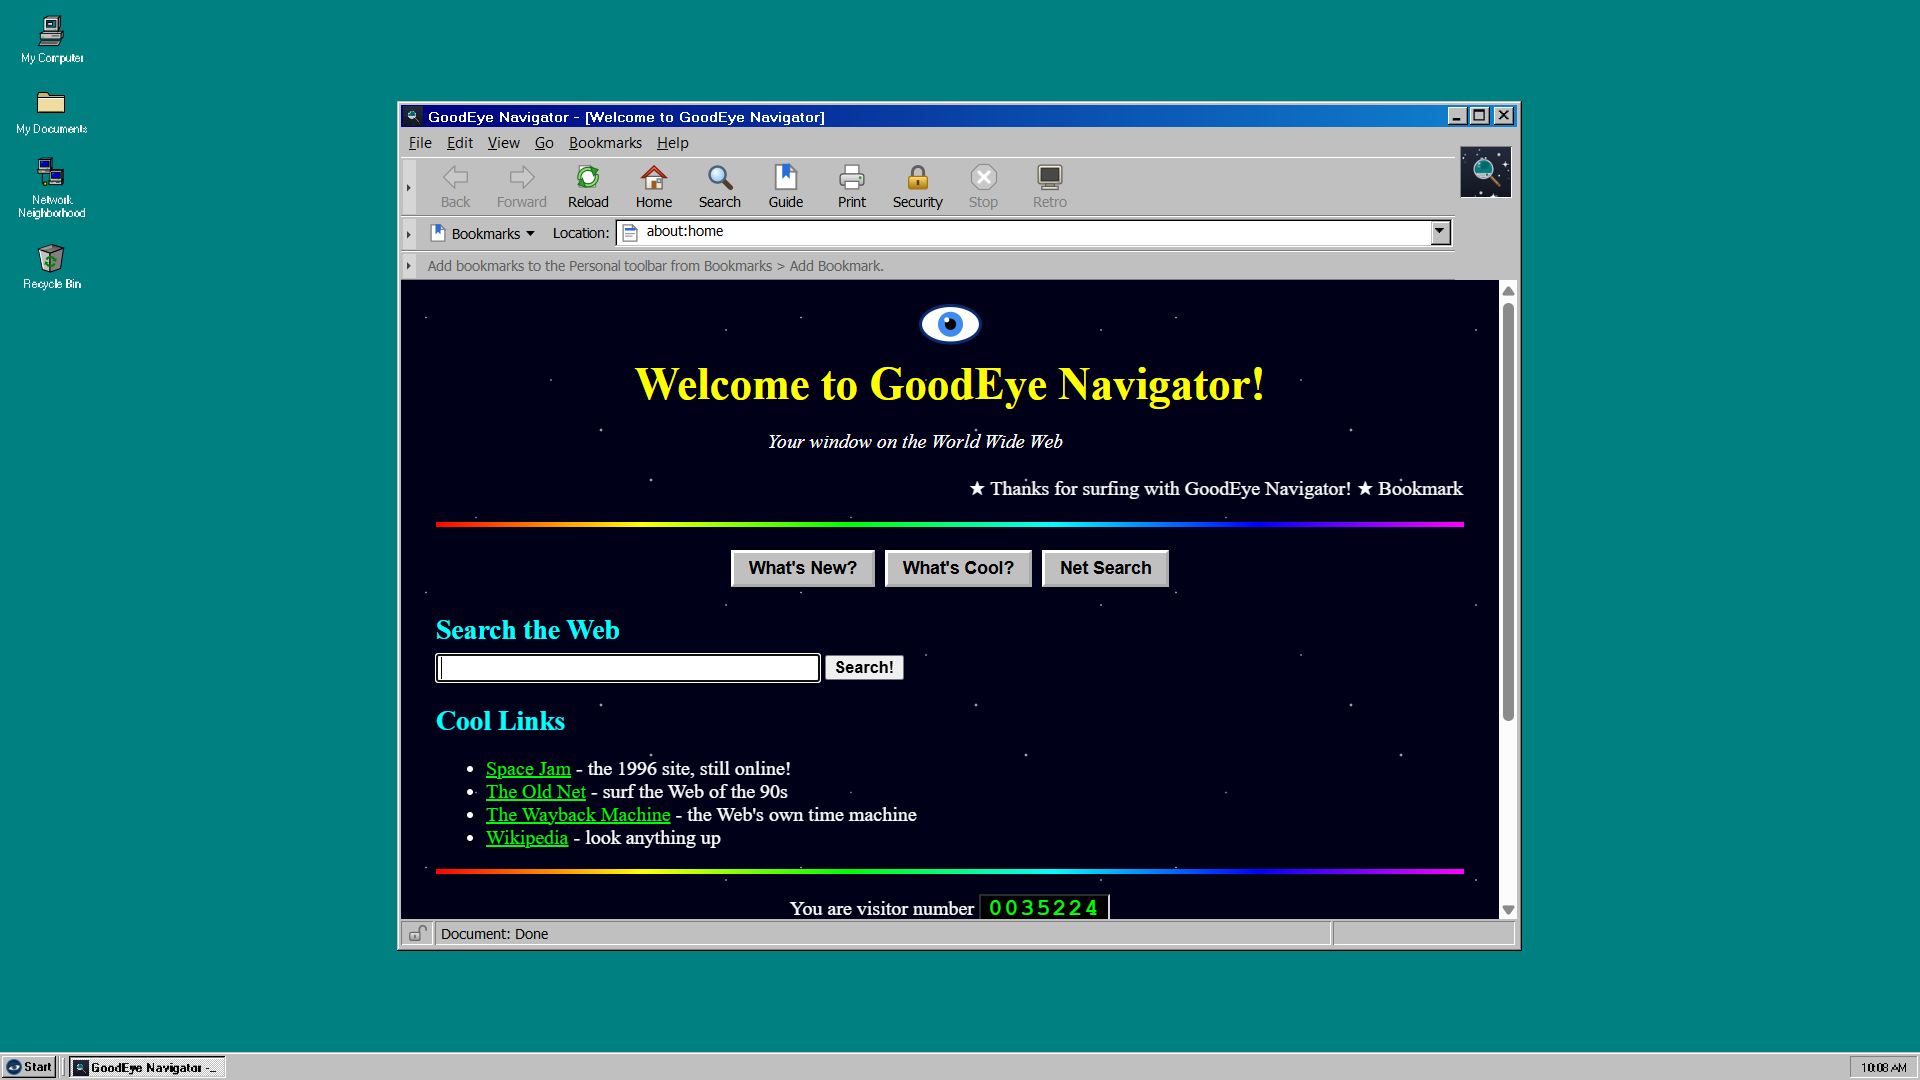 My Computer
My Documents
Network
Neighborhood
Recycle Bin
GoodEye Navigator - [Welcome to GoodEye Navigator]
File Edit View Go Bookmarks Help
Back Forward Reload Home Search Guide Print Security Stop Retro
Bookmarks Location: about:home
Add bookmarks to the Personal toolbar from Bookmarks > Add Bookmark.
Welcome to GoodEye Navigator!
Your window on the World Wide Web
★ Thanks for surfing with GoodEye Navigator! ★ Bookmark
What's New? What's Cool? Net Search
Search the Web
Search!
Cool Links
• Space Jam - the 1996 site, still online!
• The Old Net - surf the Web of the 90s
• The Wayback Machine - the Web's own time machine
• Wikipedia - look anything up
You are visitor number 0035224
Document: Done
Start GoodEye Navigator -... 10:08 AM